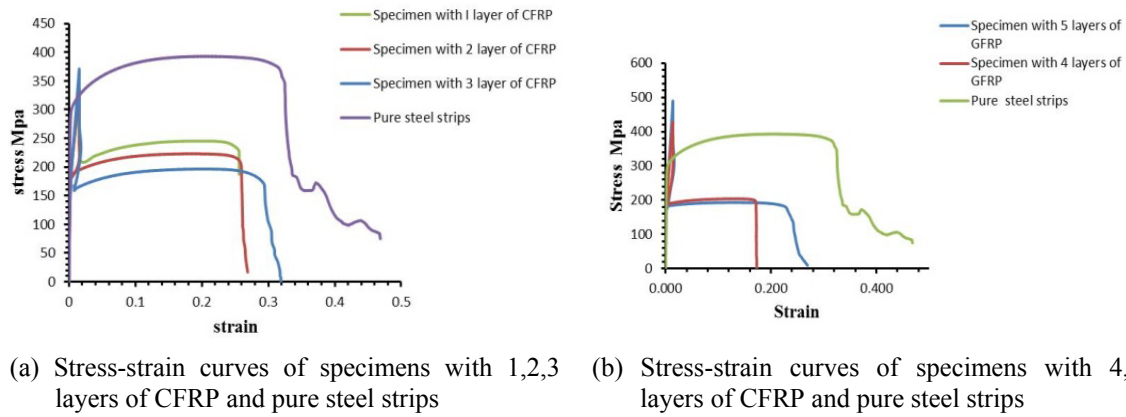 450
400
350
300
250
200
150
100
50
0
stress Mpa
0
0.1
0.2
0.3
0.4
0.5
strain
Specimen with 1 layer of CFRP
Specimen with 2 layer of CFRP
Specimen with 3 layer of CFRP
Pure steel strips
600
500
400
300
200
100
0
Stress Mpa
0.000
0.200
0.400
Strain
Specimen with 5 layers of
GFRP
Specimen with 4 layers of
GFRP
Pure steel strips
(a) Stress-strain curves of specimens with 1,2,3
layers of CFRP and pure steel strips
(b) Stress-strain curves of specimens with 4,
layers of CFRP and pure steel strips